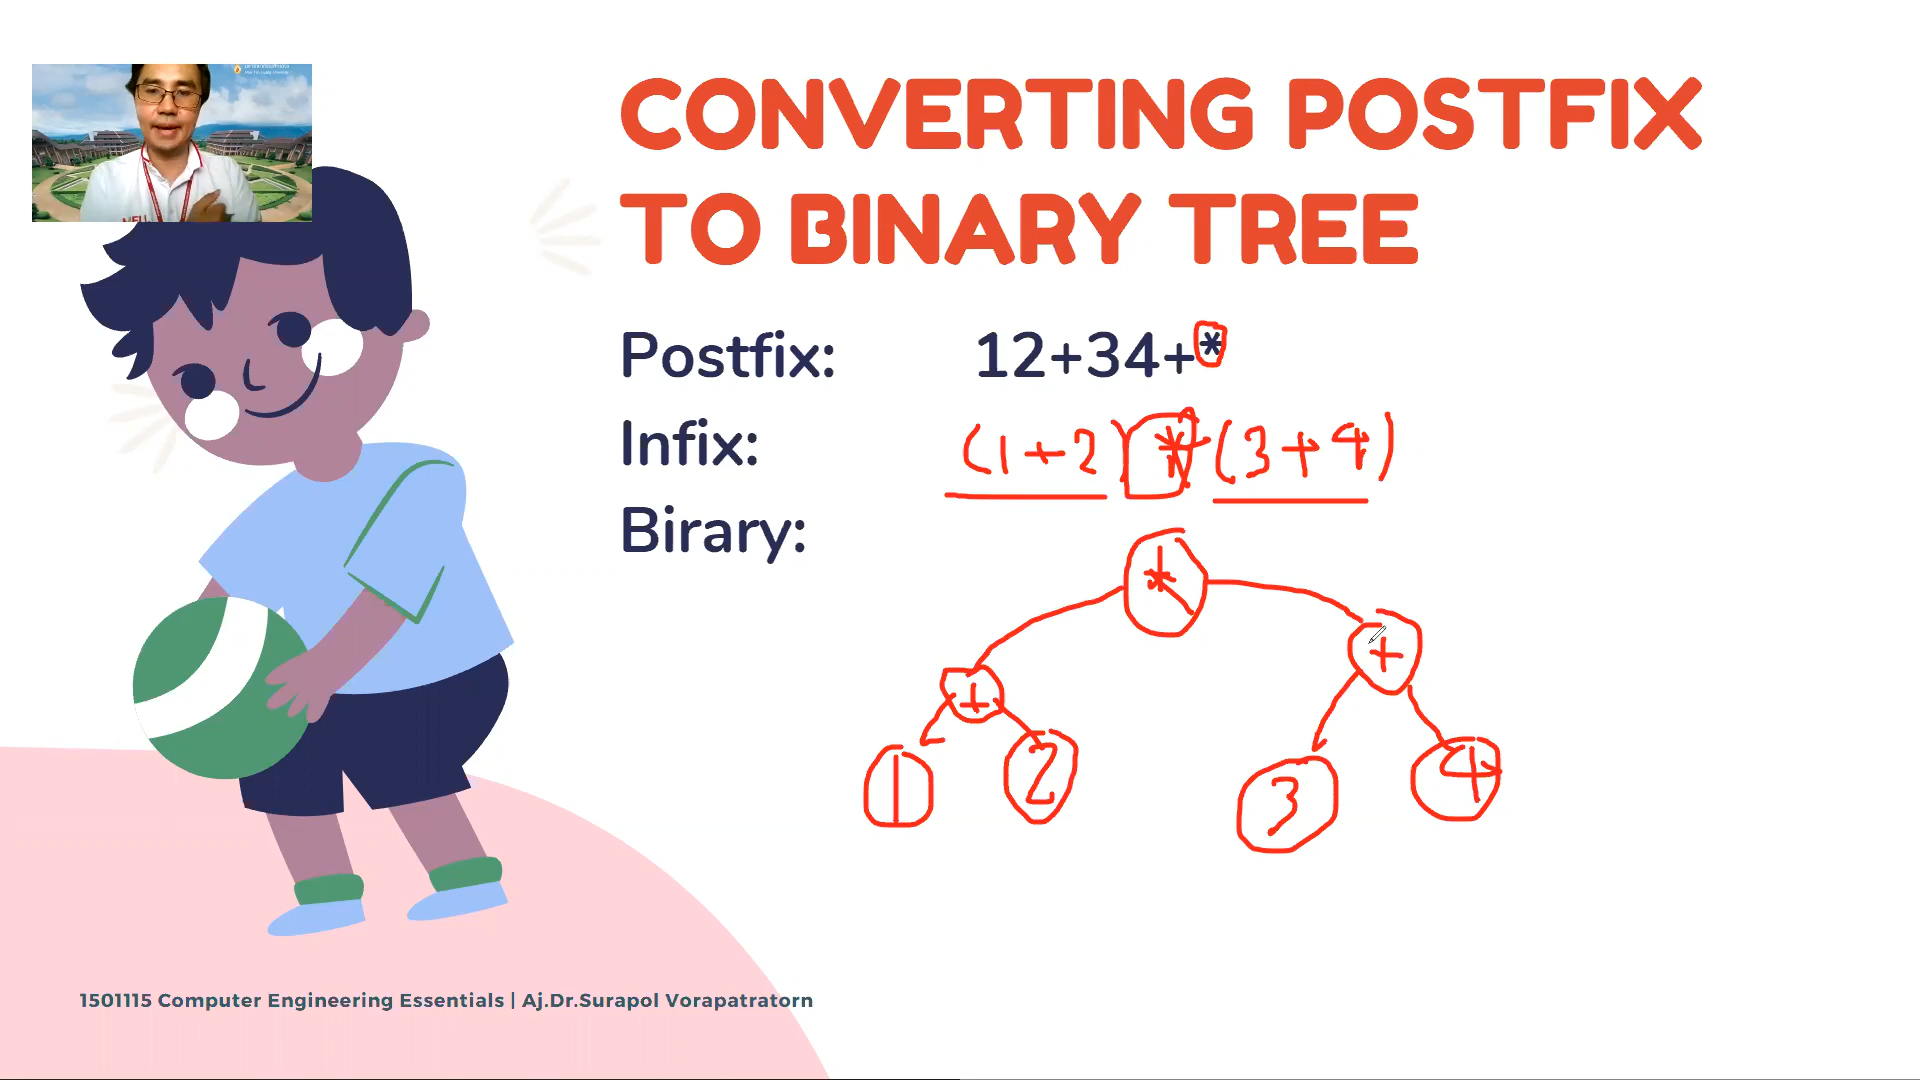 CONVERTING POSTFIX
TO BINARY TREE
Postfix: 12+34+*
Infix: (1+2) * (3+4)
Birary:
*
+ +
1 2 3 4
MFU
1501115 Computer Engineering Essentials | Aj.Dr.Surapol Vorapatratorn